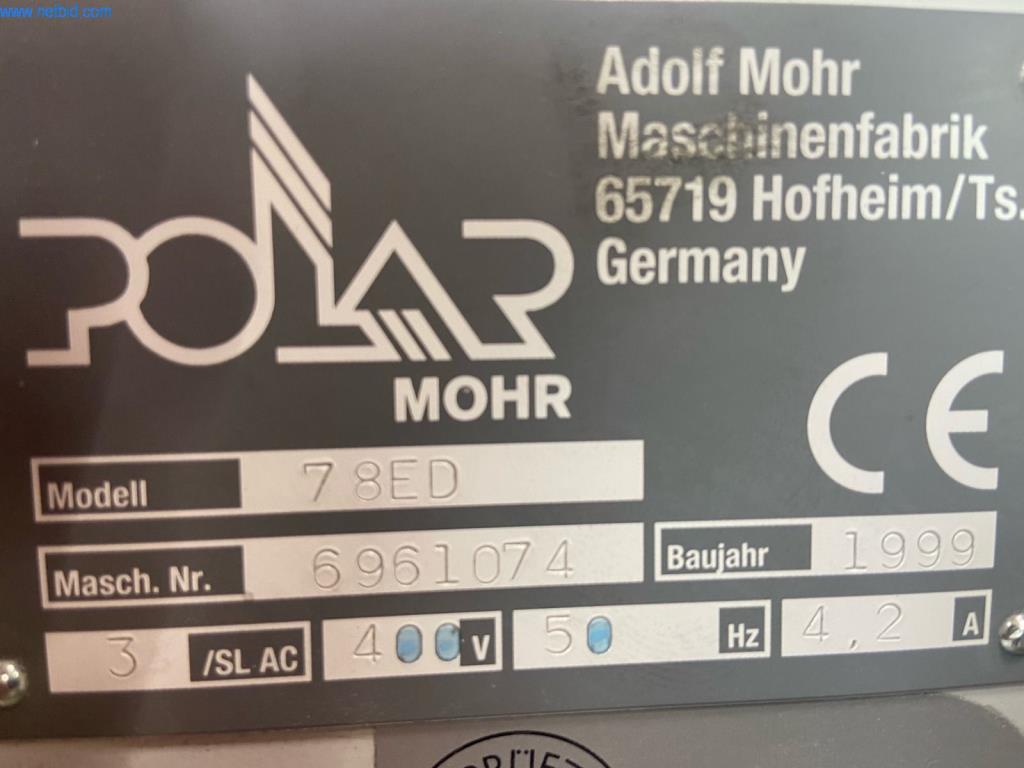 www.netbid.com
Adolf Mohr
Maschinenfabrik
65719 Hofheim/Ts.
Germany
POLAR
MOHR
CE
Modell 78ED
Masch. Nr. 6961074
Baujahr 1999
3 /SL AC 400 V 50 Hz 4,2 A